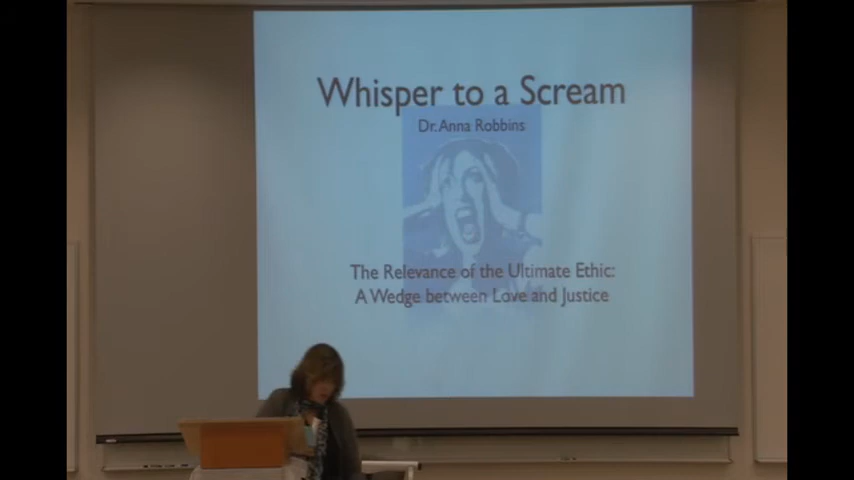 Whisper to a Scream
Dr. Anna Robbins
The Relevance of the Ultimate Ethic:
A Wedge between Love and Justice